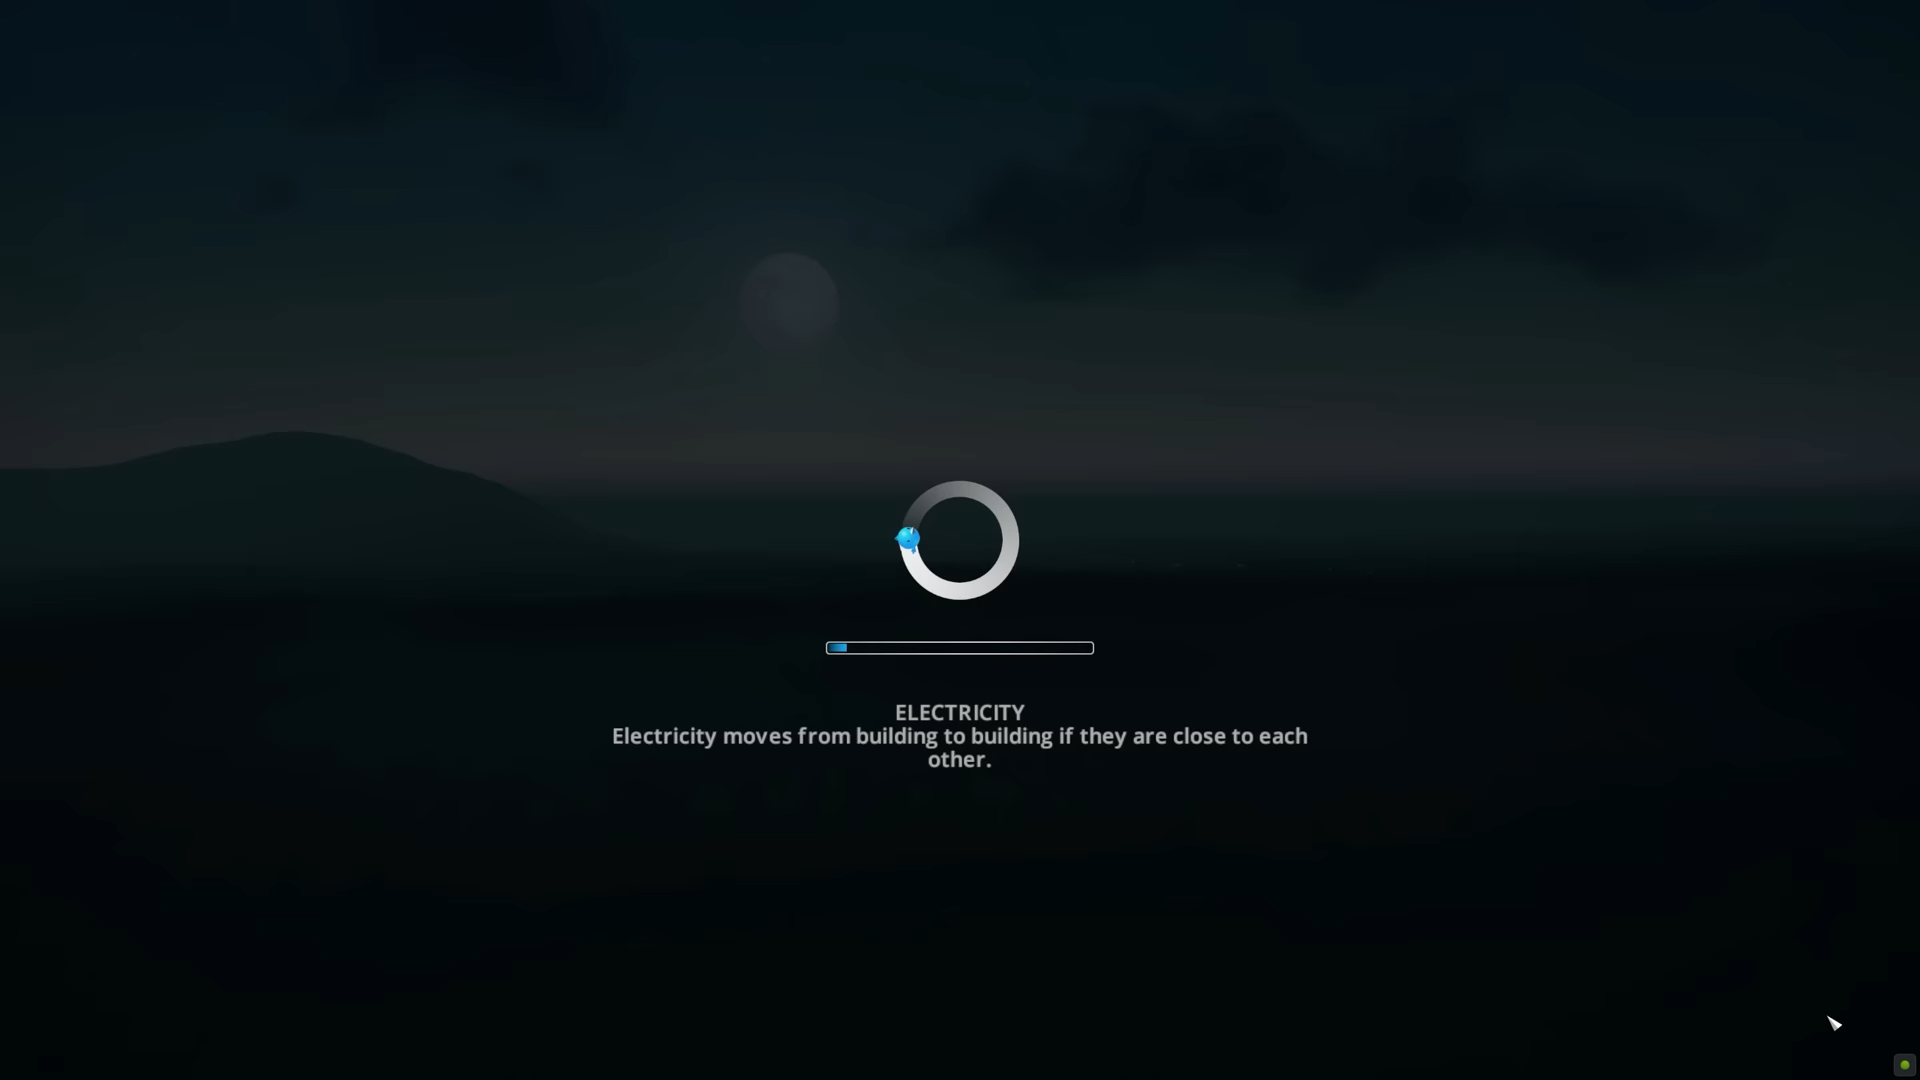 ELECTRICITY
Electricity moves from building to building if they are close to each
other.